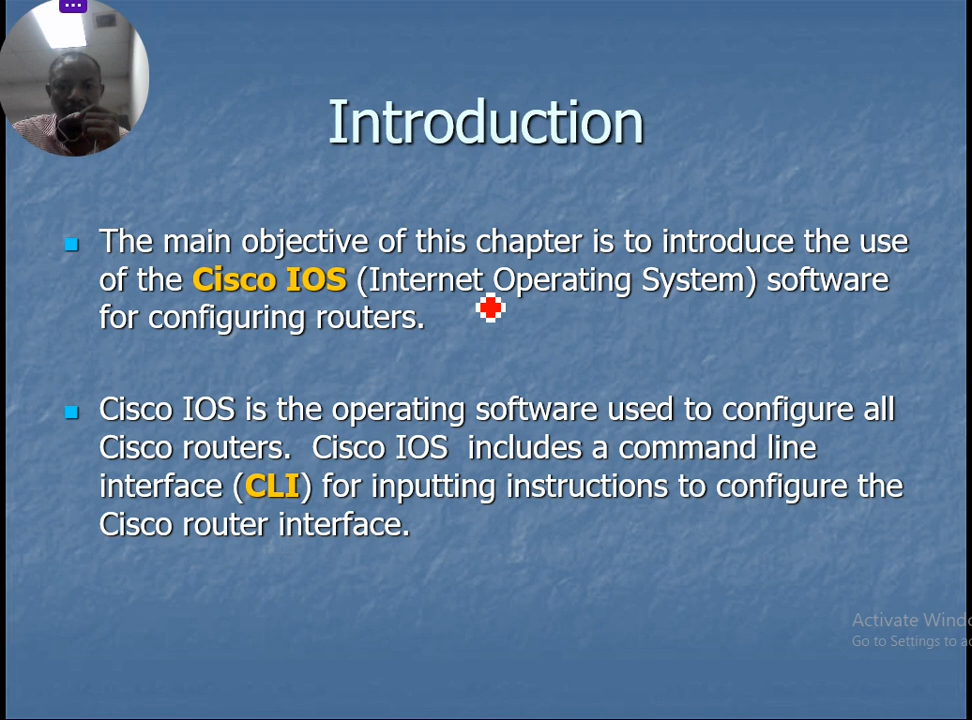 Introduction
The main objective of this chapter is to introduce the use
of the Cisco IOS (Internet Operating System) software
for configuring routers.
Cisco IOS is the operating software used to configure all
Cisco routers.  Cisco IOS  includes a command line
interface (CLI) for inputting instructions to configure the
Cisco router interface.
Activate Windo
Go to Settings to ac